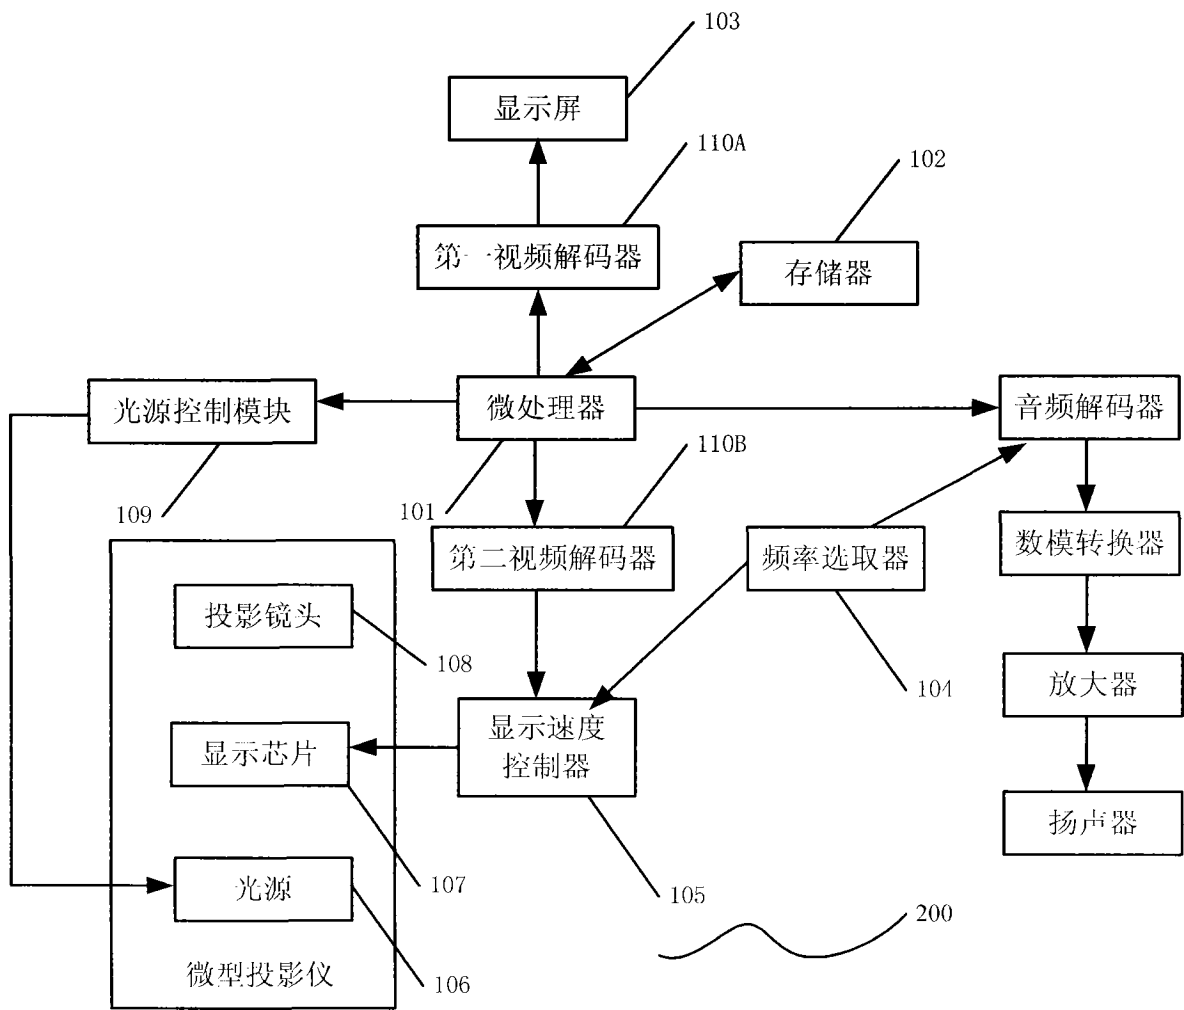 103
显示屏
110A
102
第一视频解码器
存储器
光源控制模块
微处理器
音频解码器
110B
109
101
第二视频解码器
频率选取器
数模转换器
投影镜头
108
104
放大器
显示速度
控制器
显示芯片
扬声器
107
光源
105
200
微型投影仪
106